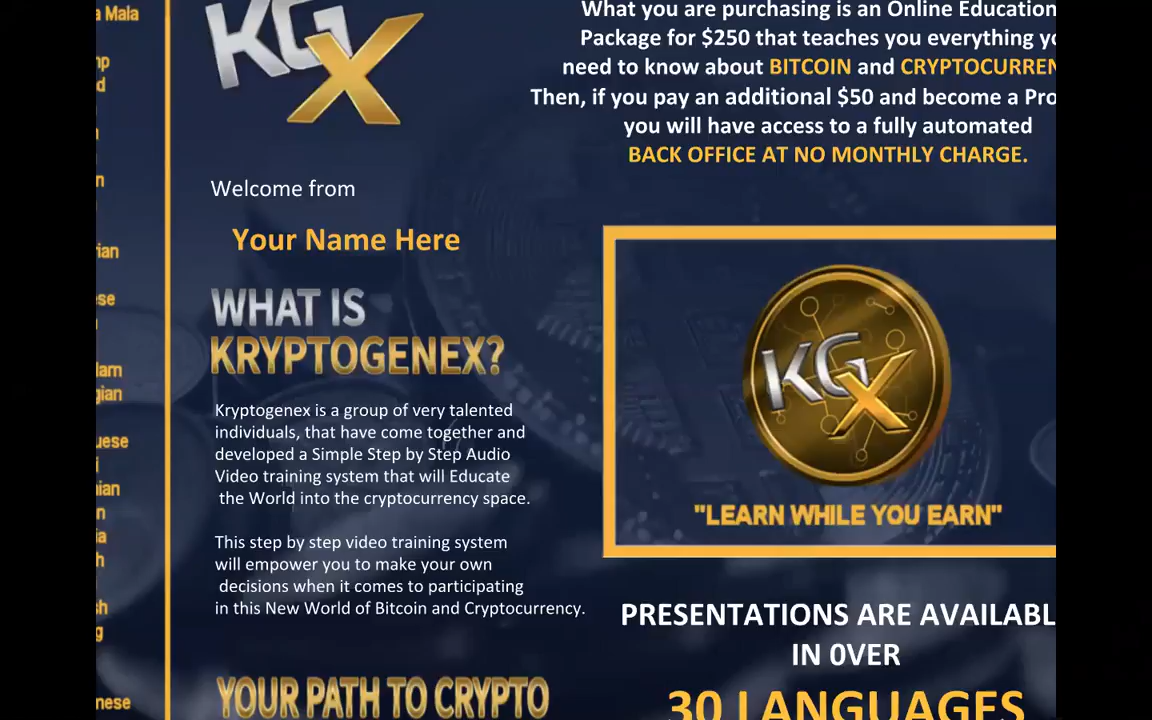 a Mala
KGX
What you are purchasing is an Online Education
Package for $250 that teaches you everything yo
need to know about BITCOIN and CRYPTOCURREN
Then, if you pay an additional $50 and become a Pro
you will have access to a fully automated
BACK OFFICE AT NO MONTHLY CHARGE.
Welcome from
Your Name Here
WHAT IS
KRYPTOGENEX?
Kryptogenex is a group of very talented
individuals, that have come together and
developed a Simple Step by Step Audio
Video training system that will Educate
the World into the cryptocurrency space.
This step by step video training system
will empower you to make your own
decisions when it comes to participating
in this New World of Bitcoin and Cryptocurrency.
YOUR PATH TO CRYPTO
KGX
"LEARN WHILE YOU EARN"
PRESENTATIONS ARE AVAILABL
IN 0VER
30 LANGUAGES